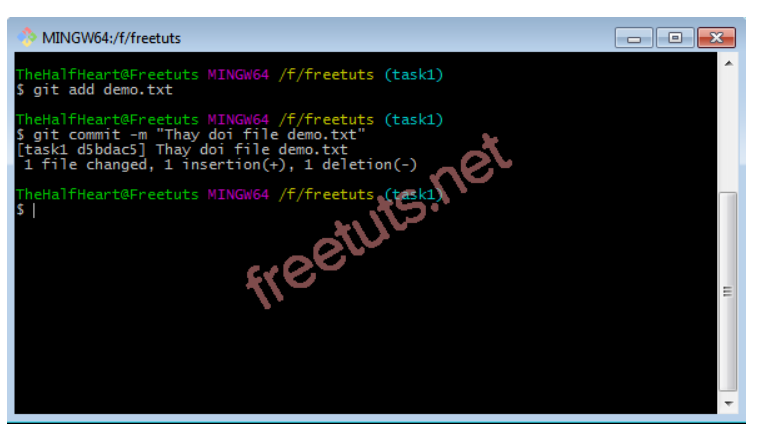 MINGW64:/f/freetuts
TheHalfHeart@Freetuts MINGW64 /f/freetuts (task1)
$ git add demo.txt
TheHalfHeart@Freetuts MINGW64 /f/freetuts (task1)
$ git commit -m "Thay doi file demo.txt"
[task1 d5bdac5] Thay doi file demo.txt
 1 file changed, 1 insertion(+), 1 deletion(-)
TheHalfHeart@Freetuts MINGW64 /f/freetuts (task1)
$
freetuts.net